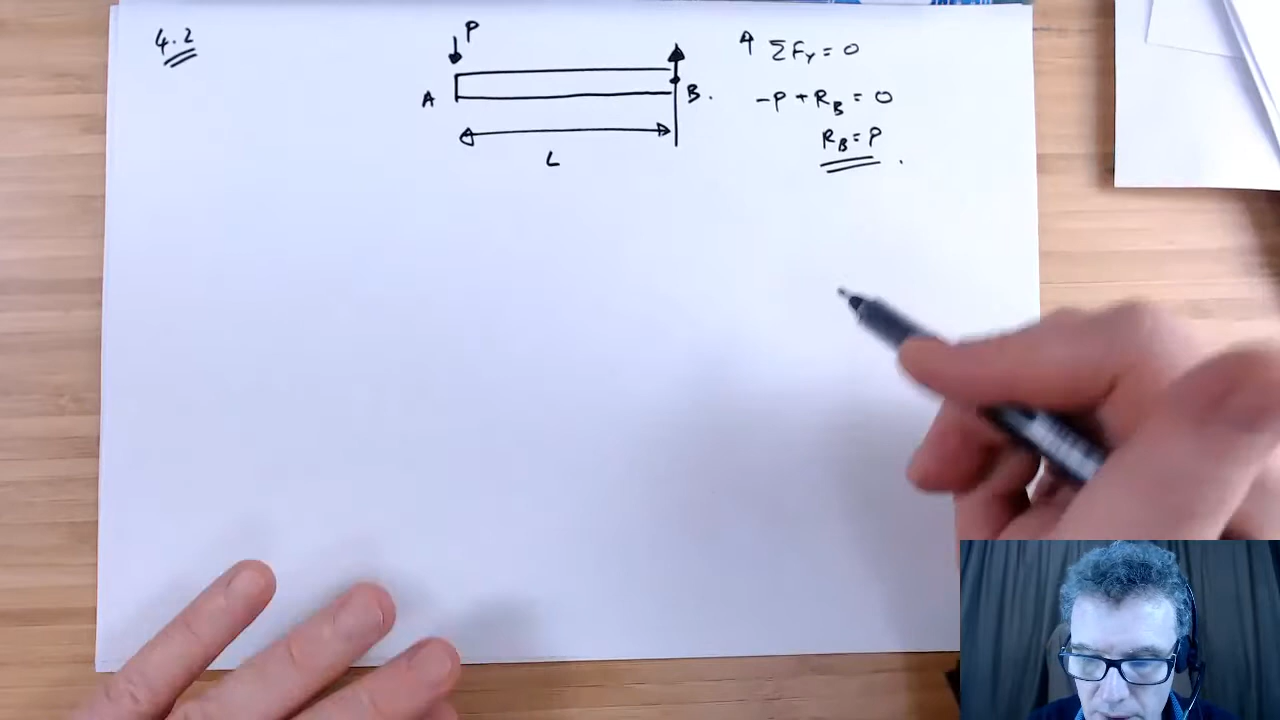 4.2
P
A
B.
L
↑ ΣFy = 0
-P + RB = 0
RB = P.